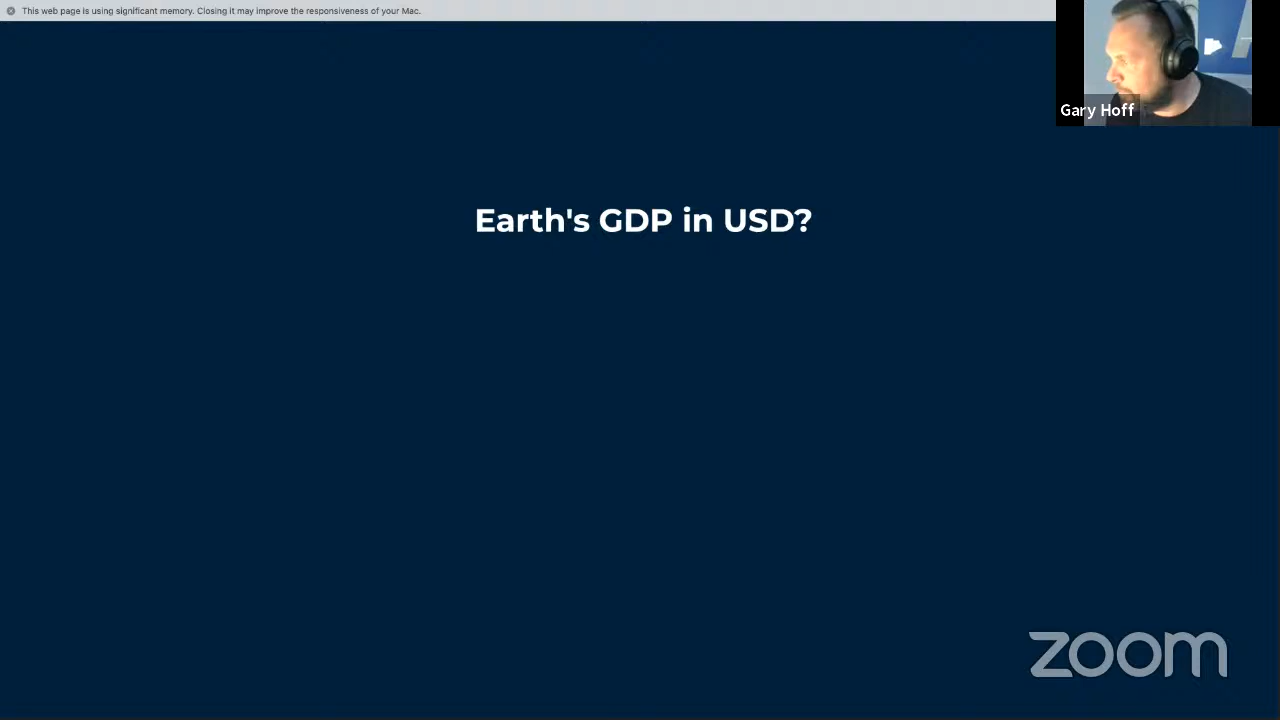 This web page is using significant memory. Closing it may improve the responsiveness of your Mac.
Gary Hoff
Earth's GDP in USD?
zoom